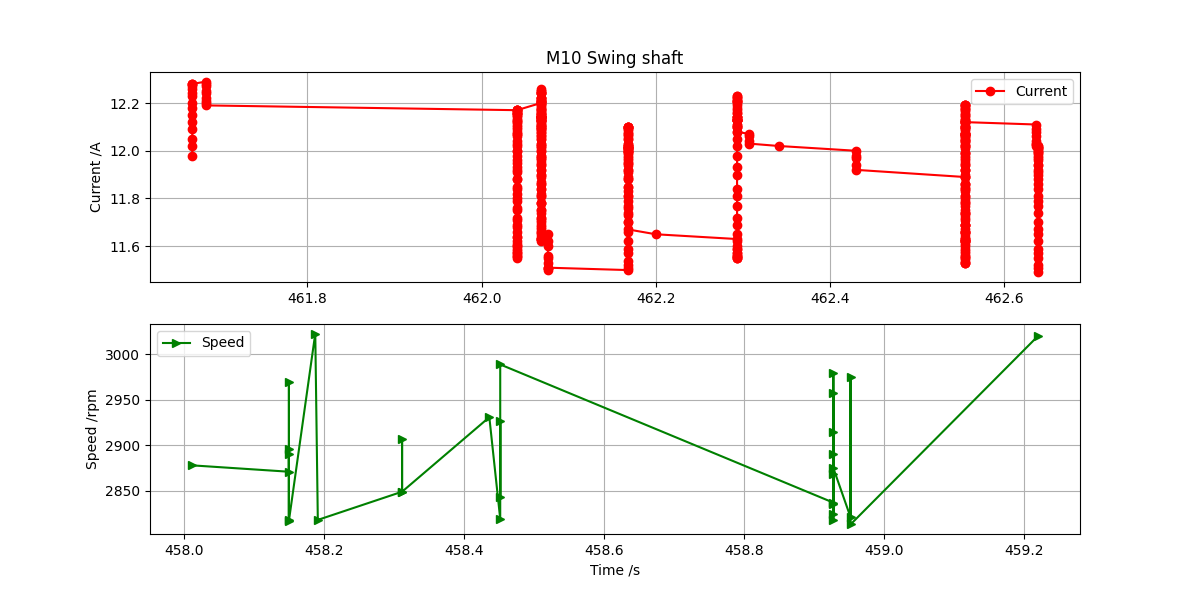 M10 Swing shaft
Current /A
12.2
12.0
11.8
11.6
Current
461.8 462.0 462.2 462.4 462.6
Speed /rpm
3000
2950
2900
2850
Speed
458.0 458.2 458.4 458.6 458.8 459.0 459.2
Time /s